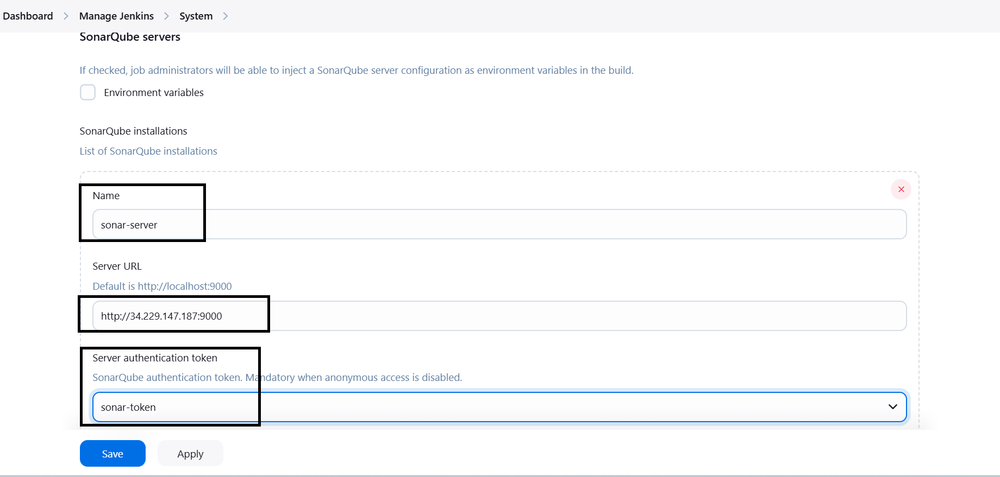 Dashboard > Manage Jenkins > System >
SonarQube servers
If checked, job administrators will be able to inject a SonarQube server configuration as environment variables in the build.
Environment variables
SonarQube installations
List of SonarQube installations
Name
sonar-server
Server URL
Default is http://localhost:9000
http://34.229.147.187:9000
Server authentication token
SonarQube authentication token. Mandatory when anonymous access is disabled.
sonar-token
Save Apply